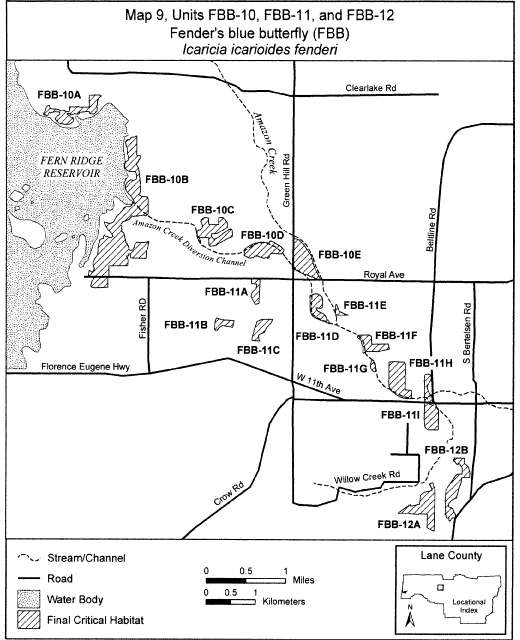 Map 9, Units FBB-10, FBB-11, and FBB-12
Fender's blue butterfly (FBB)
Icaricia icarioides fenderi
Clearlake Rd
FBB-10A
Amazon Creek
Green Hill Rd
FERN RIDGE
RESERVOIR
FBB-10B
Beltline Rd
FBB-10C
Amazon Creek Diversion Channel
FBB-10D
FBB-10E
Royal Ave
FBB-11A
Fisher RD
FBB-11E
S Bertelsen Rd
FBB-11B
FBB-11C
FBB-11D
FBB-11F
FBB-11G
FBB-11H
Florence Eugene Hwy
W 11th Ave
FBB-11I
FBB-12B
Willow Creek Rd
Crow Rd
FBB-12A
Stream/Channel
Road
Water Body
Final Critical Habitat
0 0.5 1
Miles
0 0.5 1
Kilometers
Lane County
Locational
Index
N